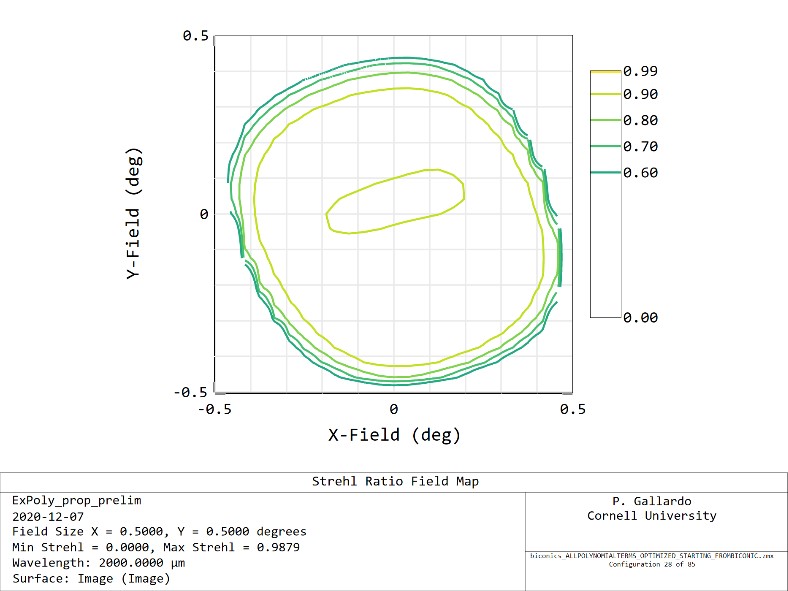 0.5
0
-0.5
Y-Field (deg)
-0.5 0 0.5
X-Field (deg)
0.99
0.90
0.80
0.70
0.60
0.00
Strehl Ratio Field Map
ExPoly_prop_prelim
2020-12-07
Field Size X = 0.5000, Y = 0.5000 degrees
Min Strehl = 0.0000, Max Strehl = 0.9879
Wavelength: 2000.0000 µm
Surface: Image (Image)
P. Gallardo
Cornell University
biconics_ALLPOLYNOMIALTERMS_OPTIMIZED_STARTING_FROMBICONIC.zmx
Configuration 28 of 85